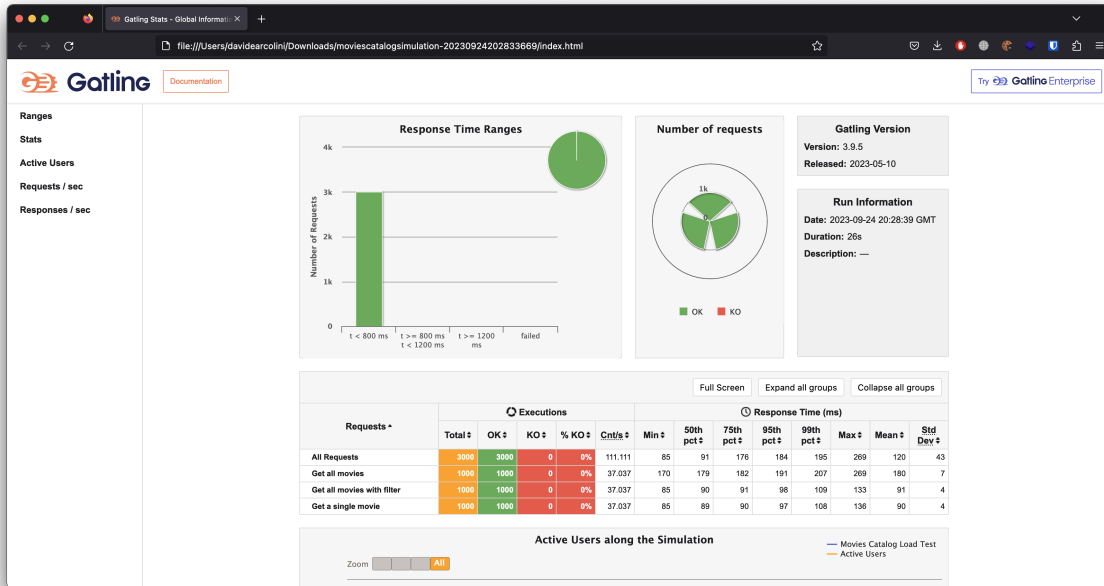 Gatling Stats - Global Informatic
file:///Users/davidearcolini/Downloads/moviescatalogsimulation-20230924202833669/index.html
Gatling
Documentation
Try Gatling Enterprise
Ranges
Stats
Active Users
Requests / sec
Responses / sec
Response Time Ranges
Number of Requests
4k
3k
2k
1k
0
t < 800 ms
t >= 800 ms
t < 1200 ms
t >= 1200
ms
failed
Number of requests
1k
0
OK KO
Gatling Version
Version: 3.9.5
Released: 2023-05-10
Run Information
Date: 2023-09-24 20:28:39 GMT
Duration: 26s
Description: —
Full Screen Expand all groups Collapse all groups
Requests Executions Response Time (ms)
Total OK KO % KO Cnt/s Min 50th pct 75th pct 95th pct 99th pct Max Mean Std Dev
All Requests 3000 3000 0 0% 111.111 85 91 176 184 195 269 120 43
Get all movies 1000 1000 0 0% 37.037 170 179 182 191 207 269 180 7
Get all movies with filter 1000 1000 0 0% 37.037 85 90 91 98 109 133 91 4
Get a single movie 1000 1000 0 0% 37.037 85 89 90 97 108 136 90 4
Active Users along the Simulation
Movies Catalog Load Test
Active Users
Zoom All